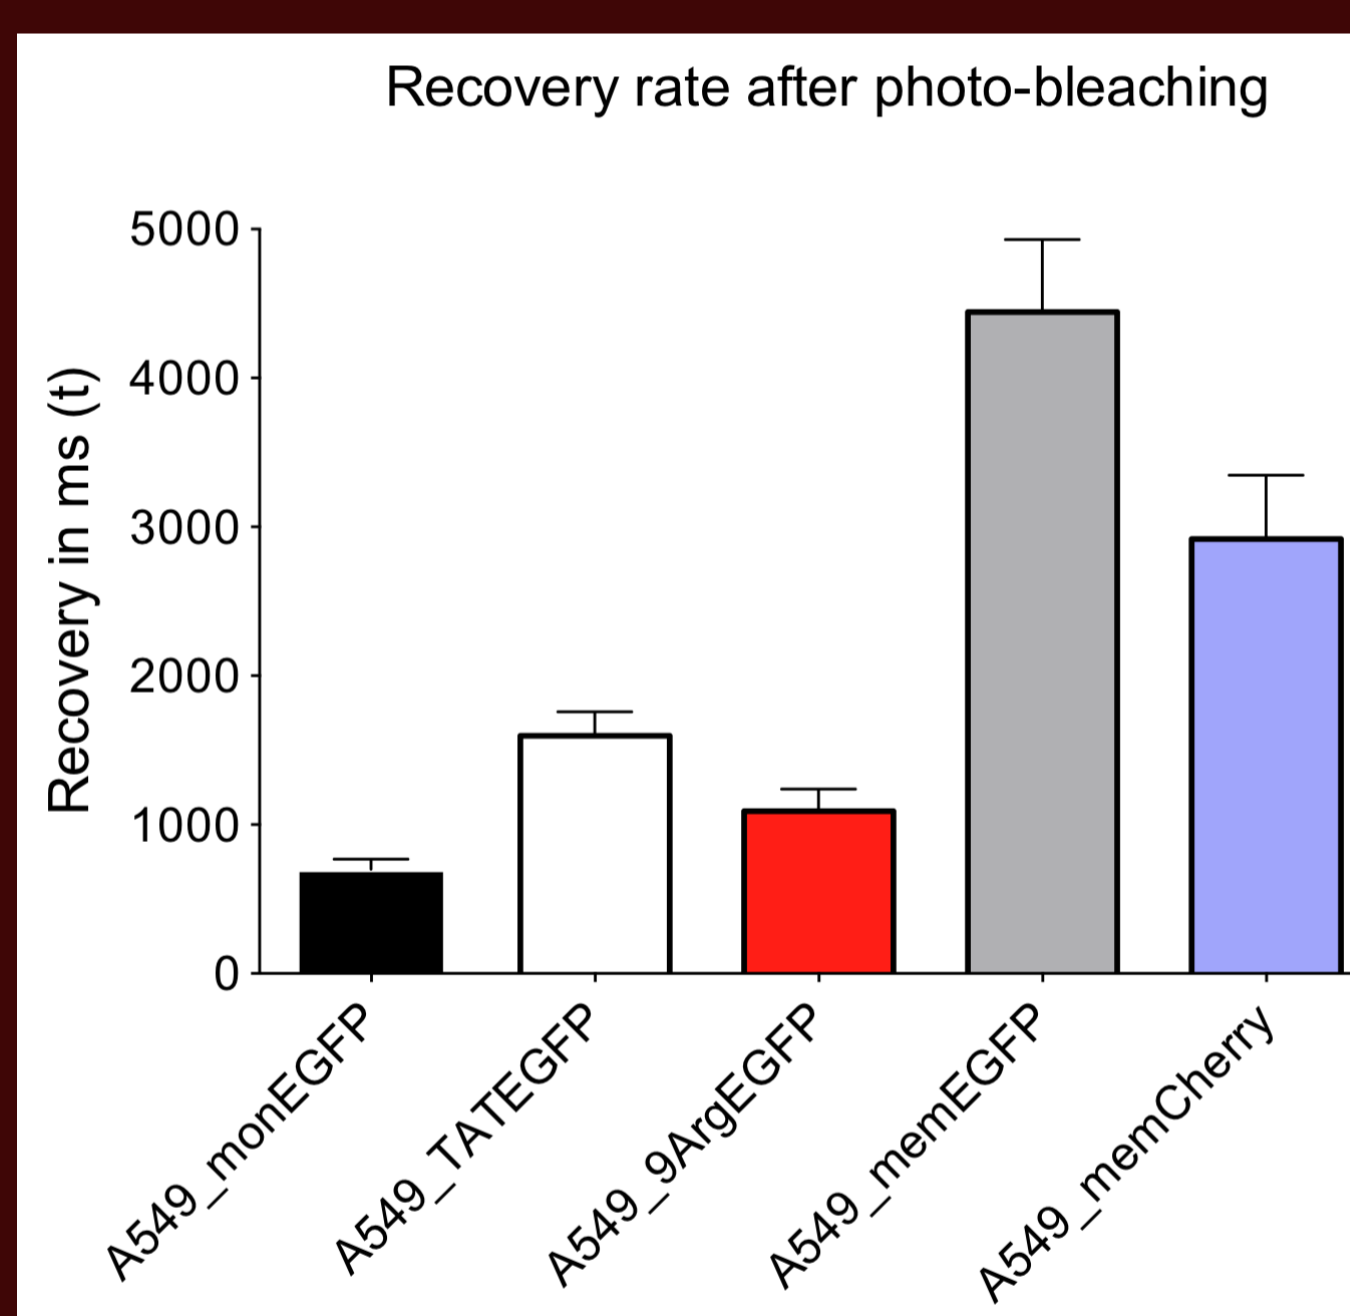 Recovery rate after photo-bleaching
Recovery in ms (t)
5000
4000
3000
2000
1000
0
A549_monEGFP
A549_TATEGFP
A549_9ArgEGFP
A549_memEGFP
A549_memCherry